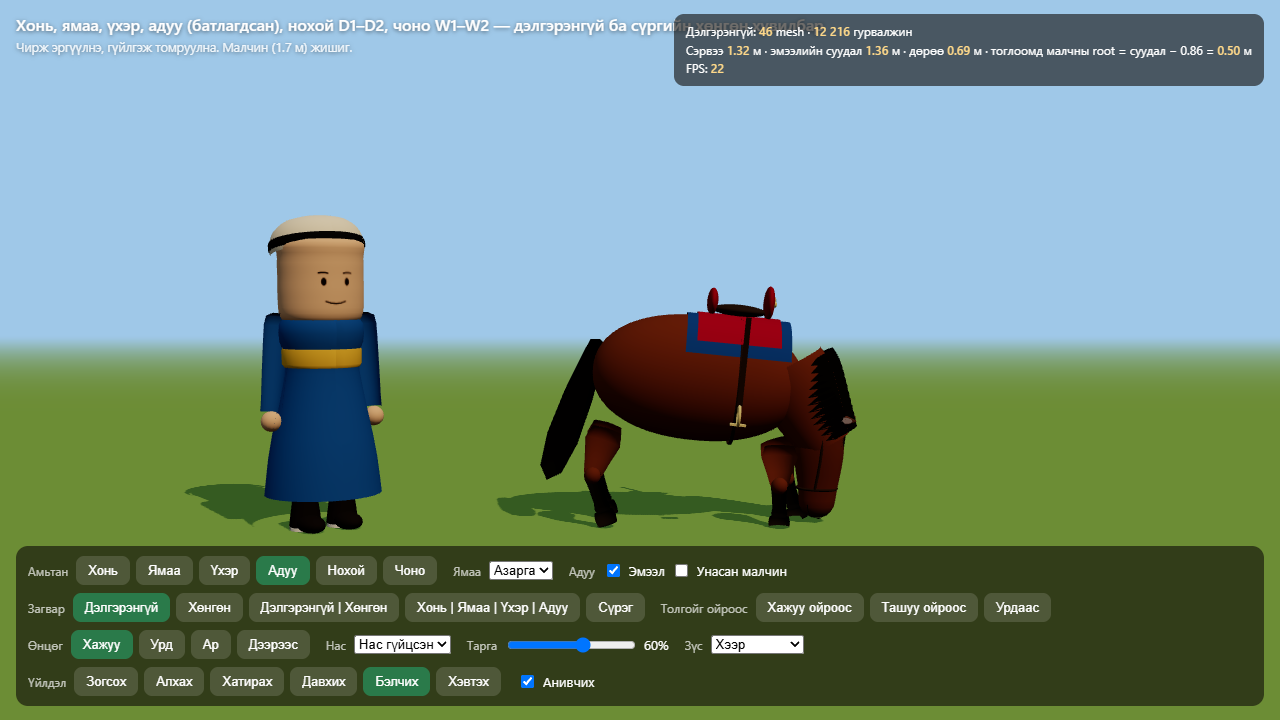 Хонь, ямаа, үхэр, адуу (батлагдсан), нохой D1–D2, чоно W1–W2 — дэлгэрэнгүй ба сүргийн хөнгөн хувилбар
Чирж эргүүлнэ, гүйлгэж томруулна. Малчин (1.7 м) жишиг.
Дэлгэрэнгүй: 46 mesh · 12 216 гурвалжин
Сэрвээ 1.32 м · эмээлийн суудал 1.36 м · дөрөө 0.69 м · тоглоомд малчны root = суудал − 0.86 = 0.50 м
FPS: 22
Амьтан Хонь Ямаа Үхэр Адуу Нохой Чоно Ямаа Азарга Адуу Эмээл Унасан малчин
Загвар Дэлгэрэнгүй Хөнгөн Дэлгэрэнгүй | Хөнгөн Хонь | Ямаа | Үхэр | Адуу Сүрэг Толгойг ойроос Хажуу ойроос Ташуу ойроос Урдаас
Өнцөг Хажуу Урд Ар Дээрээс Нас Нас гүйцсэн Тарга 60% Зүс Хээр
Үйлдэл Зогсох Алхах Хатирах Давхих Бэлчих Хэвтэх Анивчих